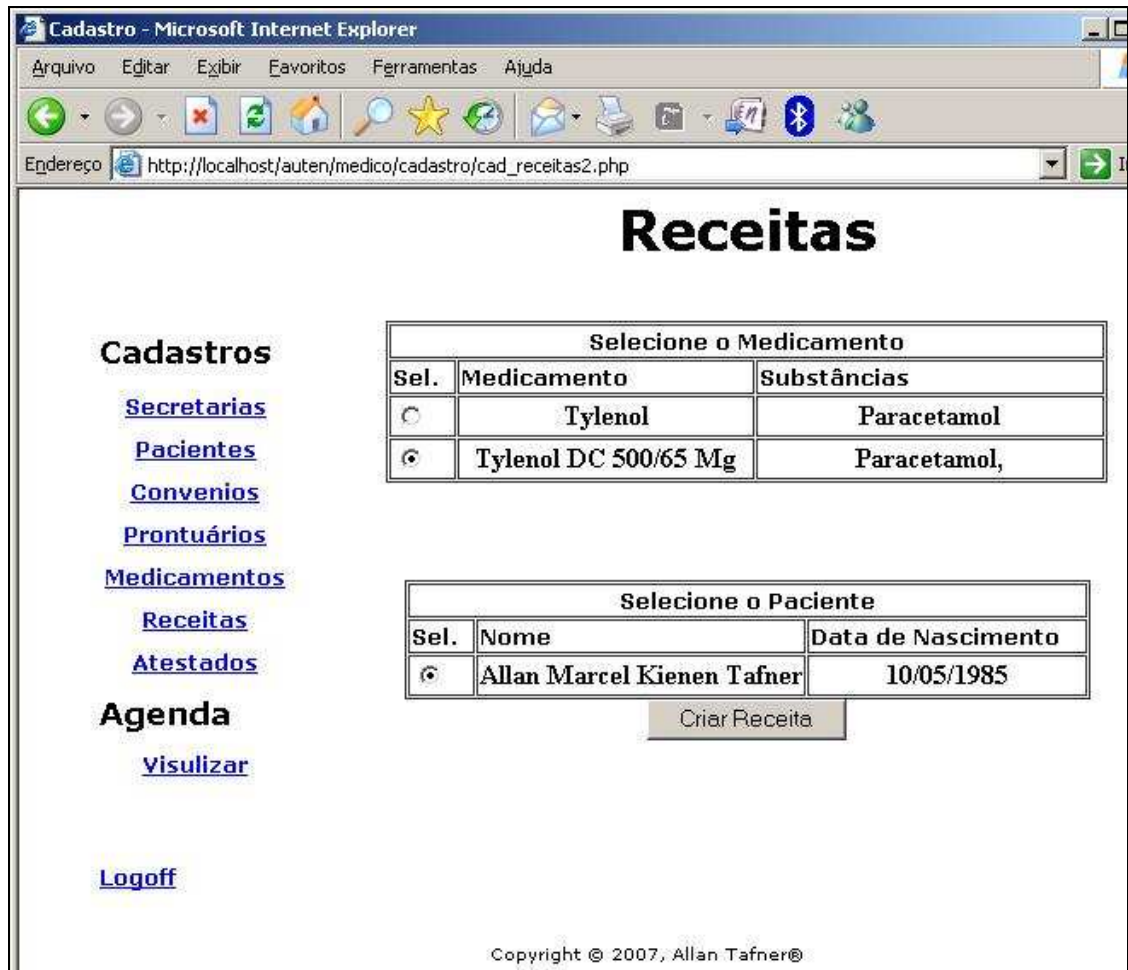 Cadastro - Microsoft Internet Explorer
Arquivo Editar Exibir Favoritos Ferramentas Ajuda
Endereço http://localhost/auten/medico/cadastro/cad_receitas2.php
Receitas
Cadastros
Secretarias
Pacientes
Convenios
Prontuários
Medicamentos
Receitas
Atestados
Agenda
Visulizar
Logoff
Selecione o Medicamento
Sel. Medicamento Substâncias
Tylenol Paracetamol
Tylenol DC 500/65 Mg Paracetamol,
Selecione o Paciente
Sel. Nome Data de Nascimento
Allan Marcel Kienen Tafner 10/05/1985
Criar Receita
Copyright © 2007, Allan Tafner®